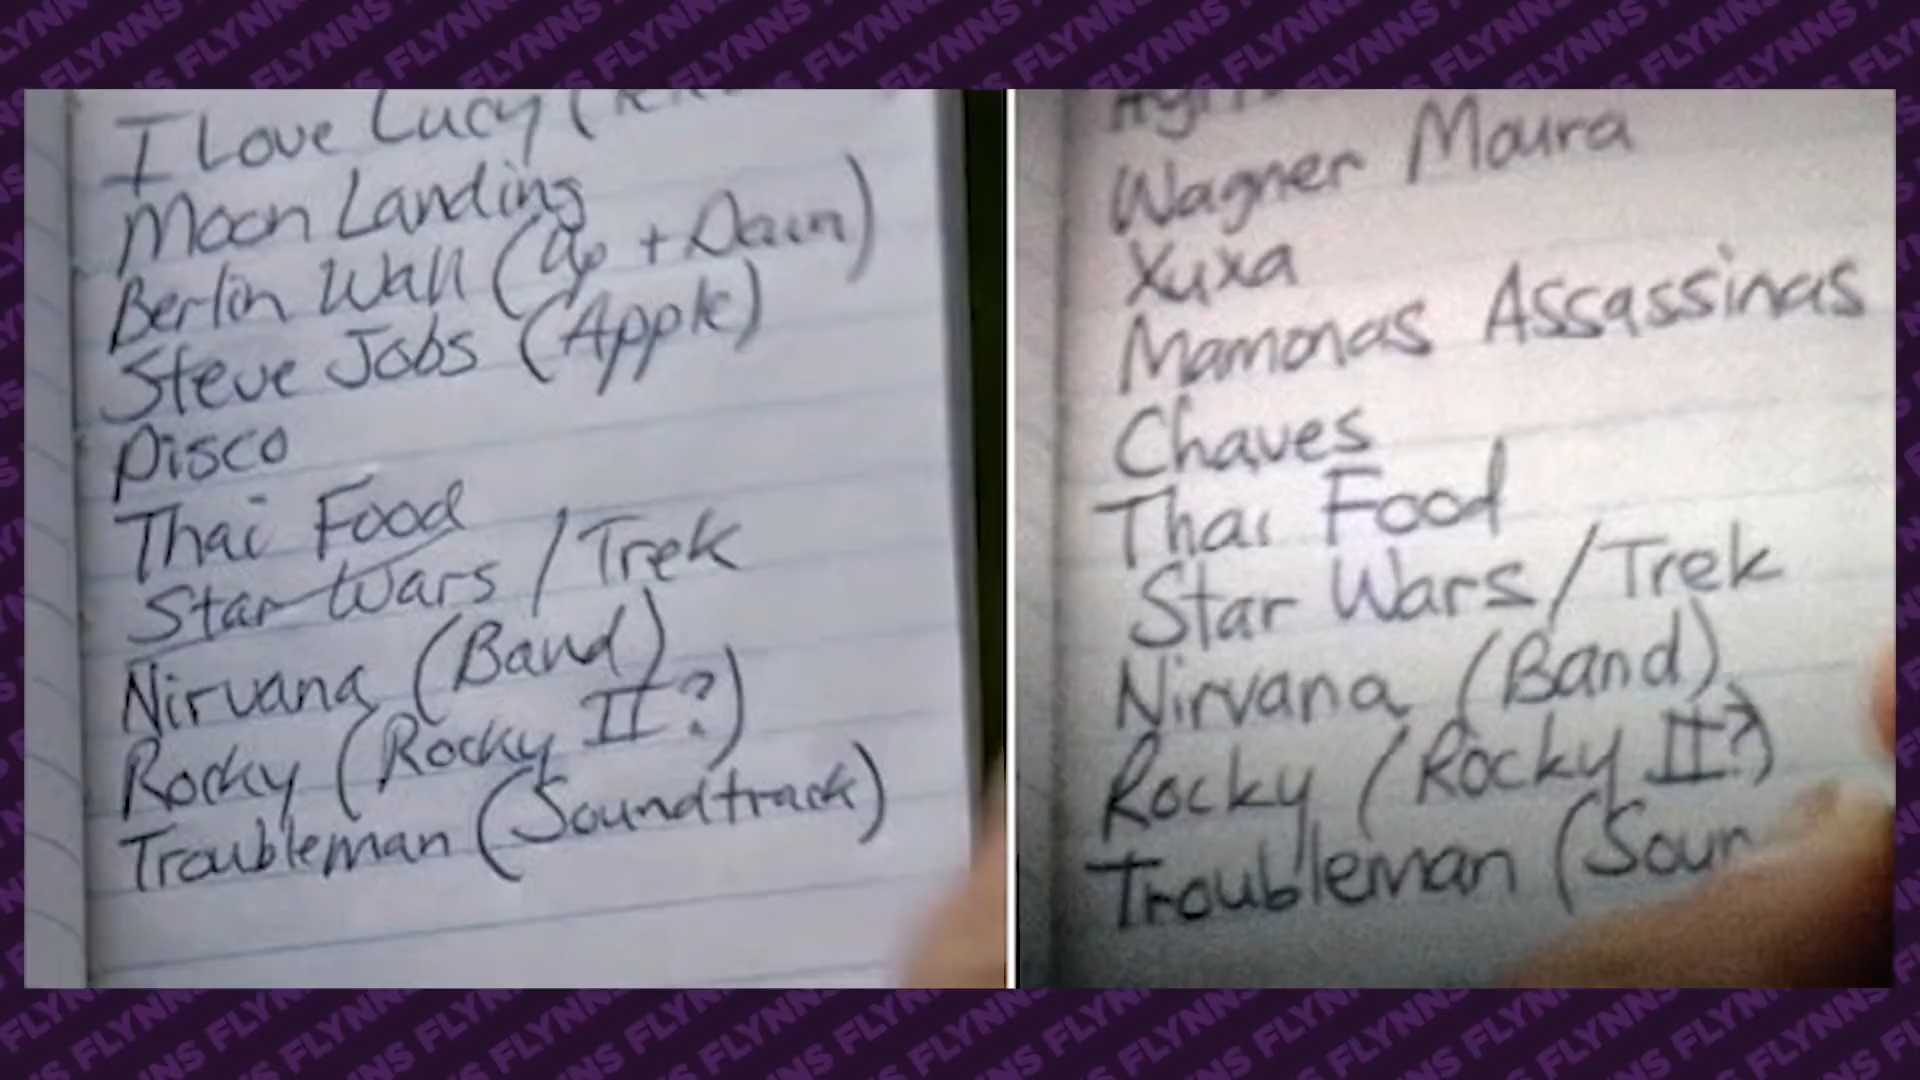 I Love Lucy
Moon Landing
Berlin Wall (Up + Down)
Steve Jobs (Apple)
Disco
Thai Food
Star Wars / Trek
Nirvana (Band)
Rocky (Rocky II?)
Troubleman (Soundtrack)
Wagner Moura
Xuxa
Mamonas Assassinas
Chaves
Thai Food
Star Wars / Trek
Nirvana (Band)
Rocky (Rocky II?)
Troubleman (Soun
FLYNNS